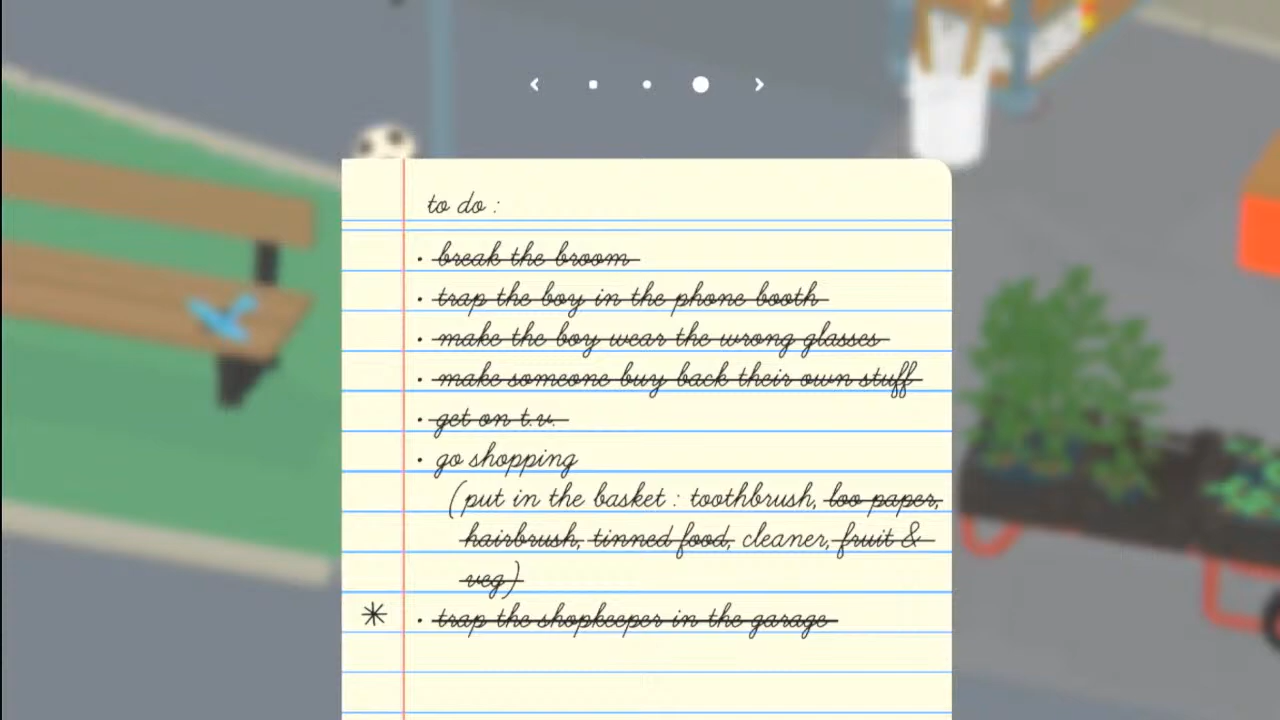 to do :
• break the broom
• trap the boy in the phone booth
• make the boy wear the wrong glasses
• make someone buy back their own stuff
• get on t.v.
• go shopping
(put in the basket : toothbrush, loo paper,
hairbrush, tinned food, cleaner, fruit &
veg)
• trap the shopkeeper in the garage